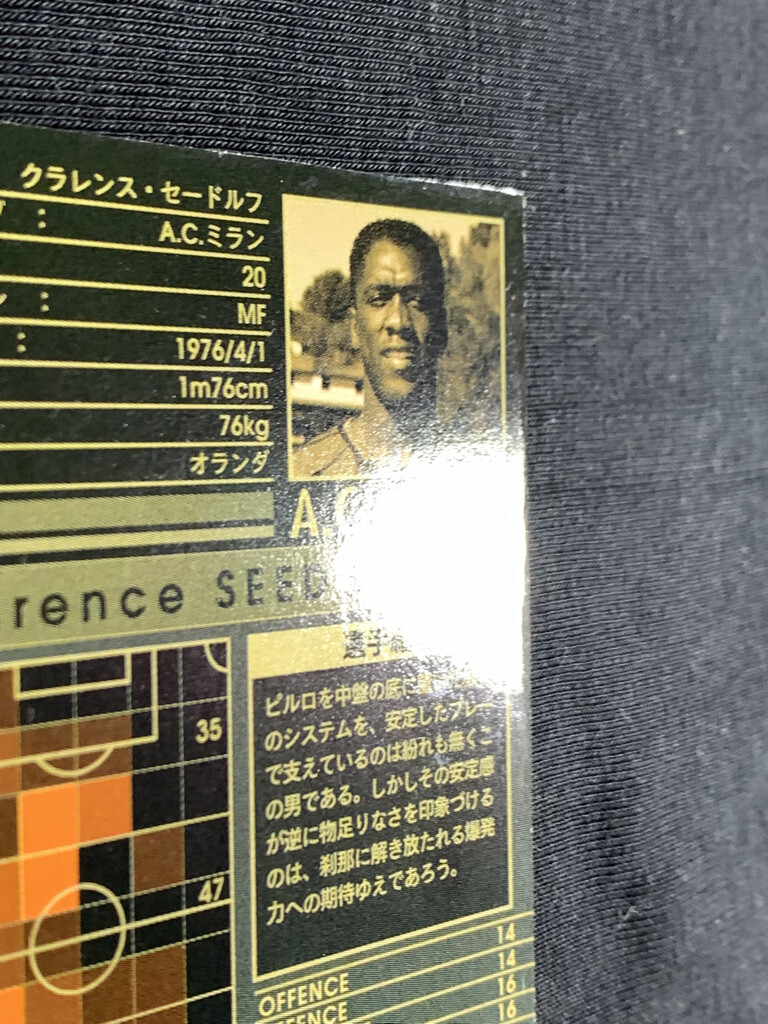 クラレンス・セードルフ
ブ : A.C.ミラン
20
ン : MF
: 1976/4/1
1m76cm
76kg
オランダ
A.C
rence SEED
選手
ピルロを中盤の底に
のシステムを、安定したプレー
で支えているのは紛れも無くこ
の男である。しかしその安定感
が逆に物足りなさを印象づける
のは、刹那に解き放たれる爆発
力への期待ゆえであろう。
35
47
14
14
OFFENCE 16
EFENCE 16